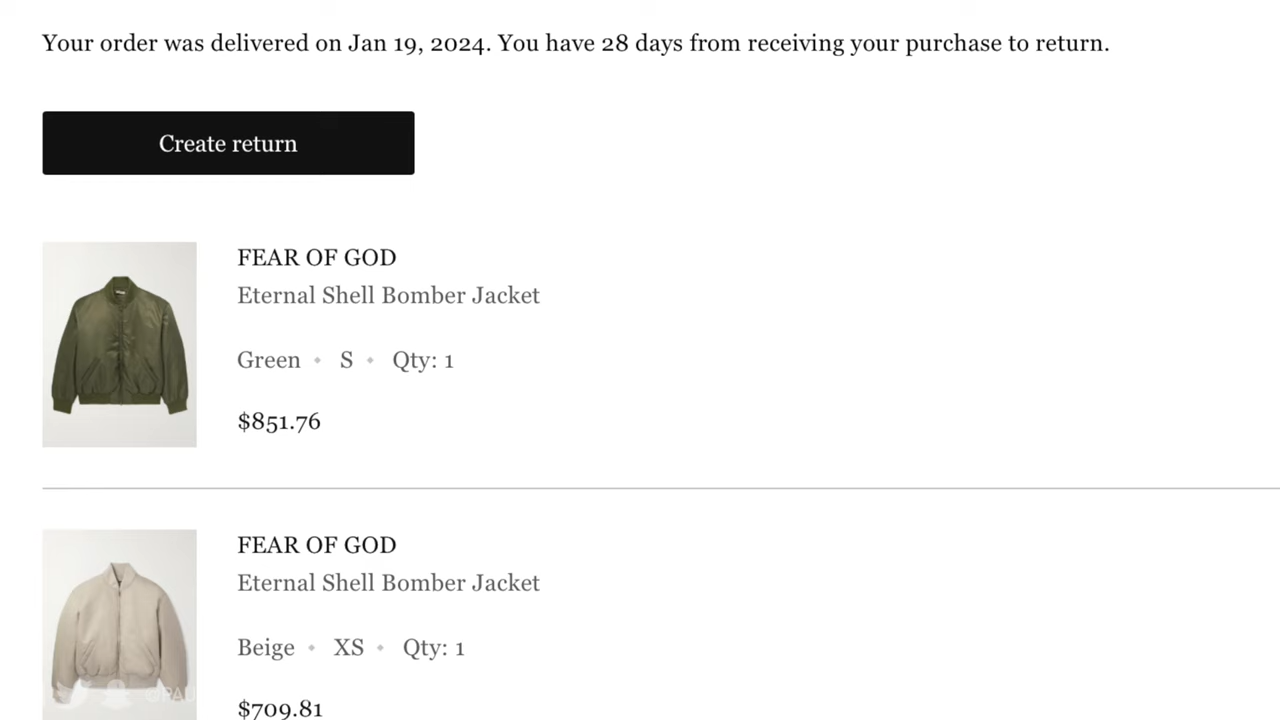 Your order was delivered on Jan 19, 2024. You have 28 days from receiving your purchase to return.
Create return
FEAR OF GOD
Eternal Shell Bomber Jacket
Green • S • Qty: 1
$851.76
FEAR OF GOD
Eternal Shell Bomber Jacket
Beige • XS • Qty: 1
$709.81